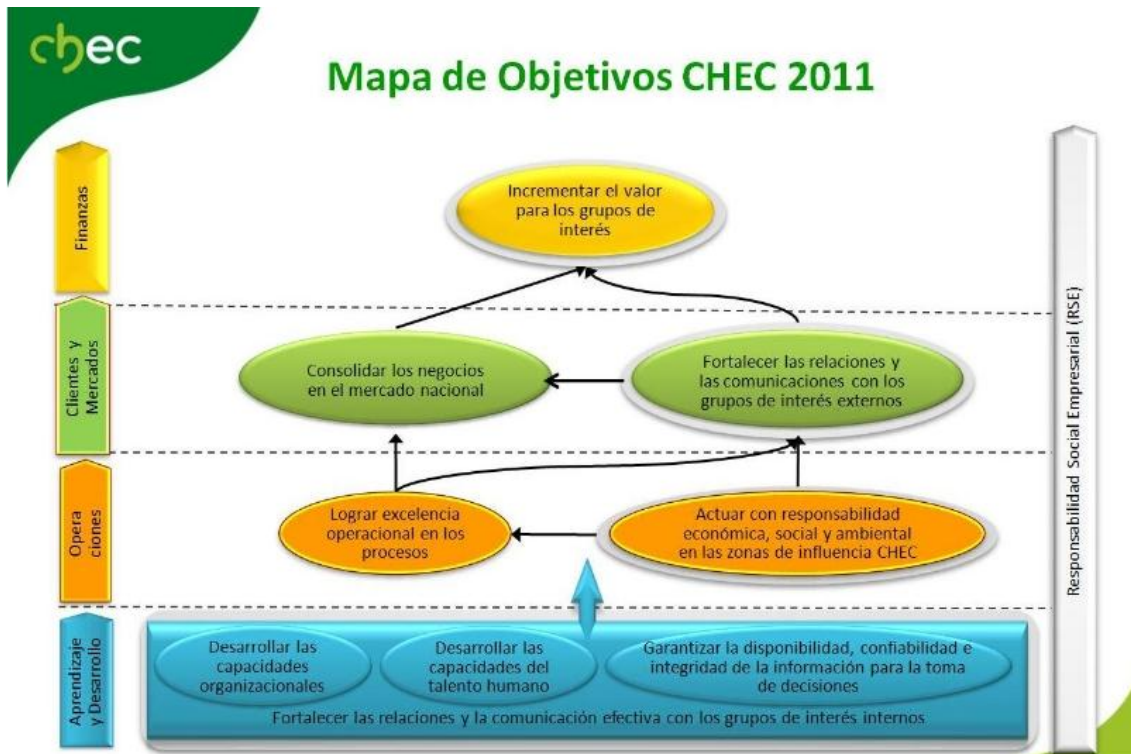 chec
Mapa de Objetivos CHEC 2011
Finanzas
Incrementar el valor
para los grupos de
interés
Clientes y
Mercados
Consolidar los negocios
en el mercado nacional
Fortalecer las relaciones y
las comunicaciones con los
grupos de interés externos
Opera
ciones
Lograr excelencia
operacional en los
procesos
Actuar con responsabilidad
económica, social y ambiental
en las zonas de influencia CHEC
Aprendizaje
y Desarrollo
Desarrollar las
capacidades
organizacionales
Desarrollar las
capacidades del
talento humano
Garantizar la disponibilidad, confiabilidad e
integridad de la información para la toma
de decisiones
Fortalecer las relaciones y la comunicación efectiva con los grupos de interés internos
Responsabilidad Social Empresarial (RSE)